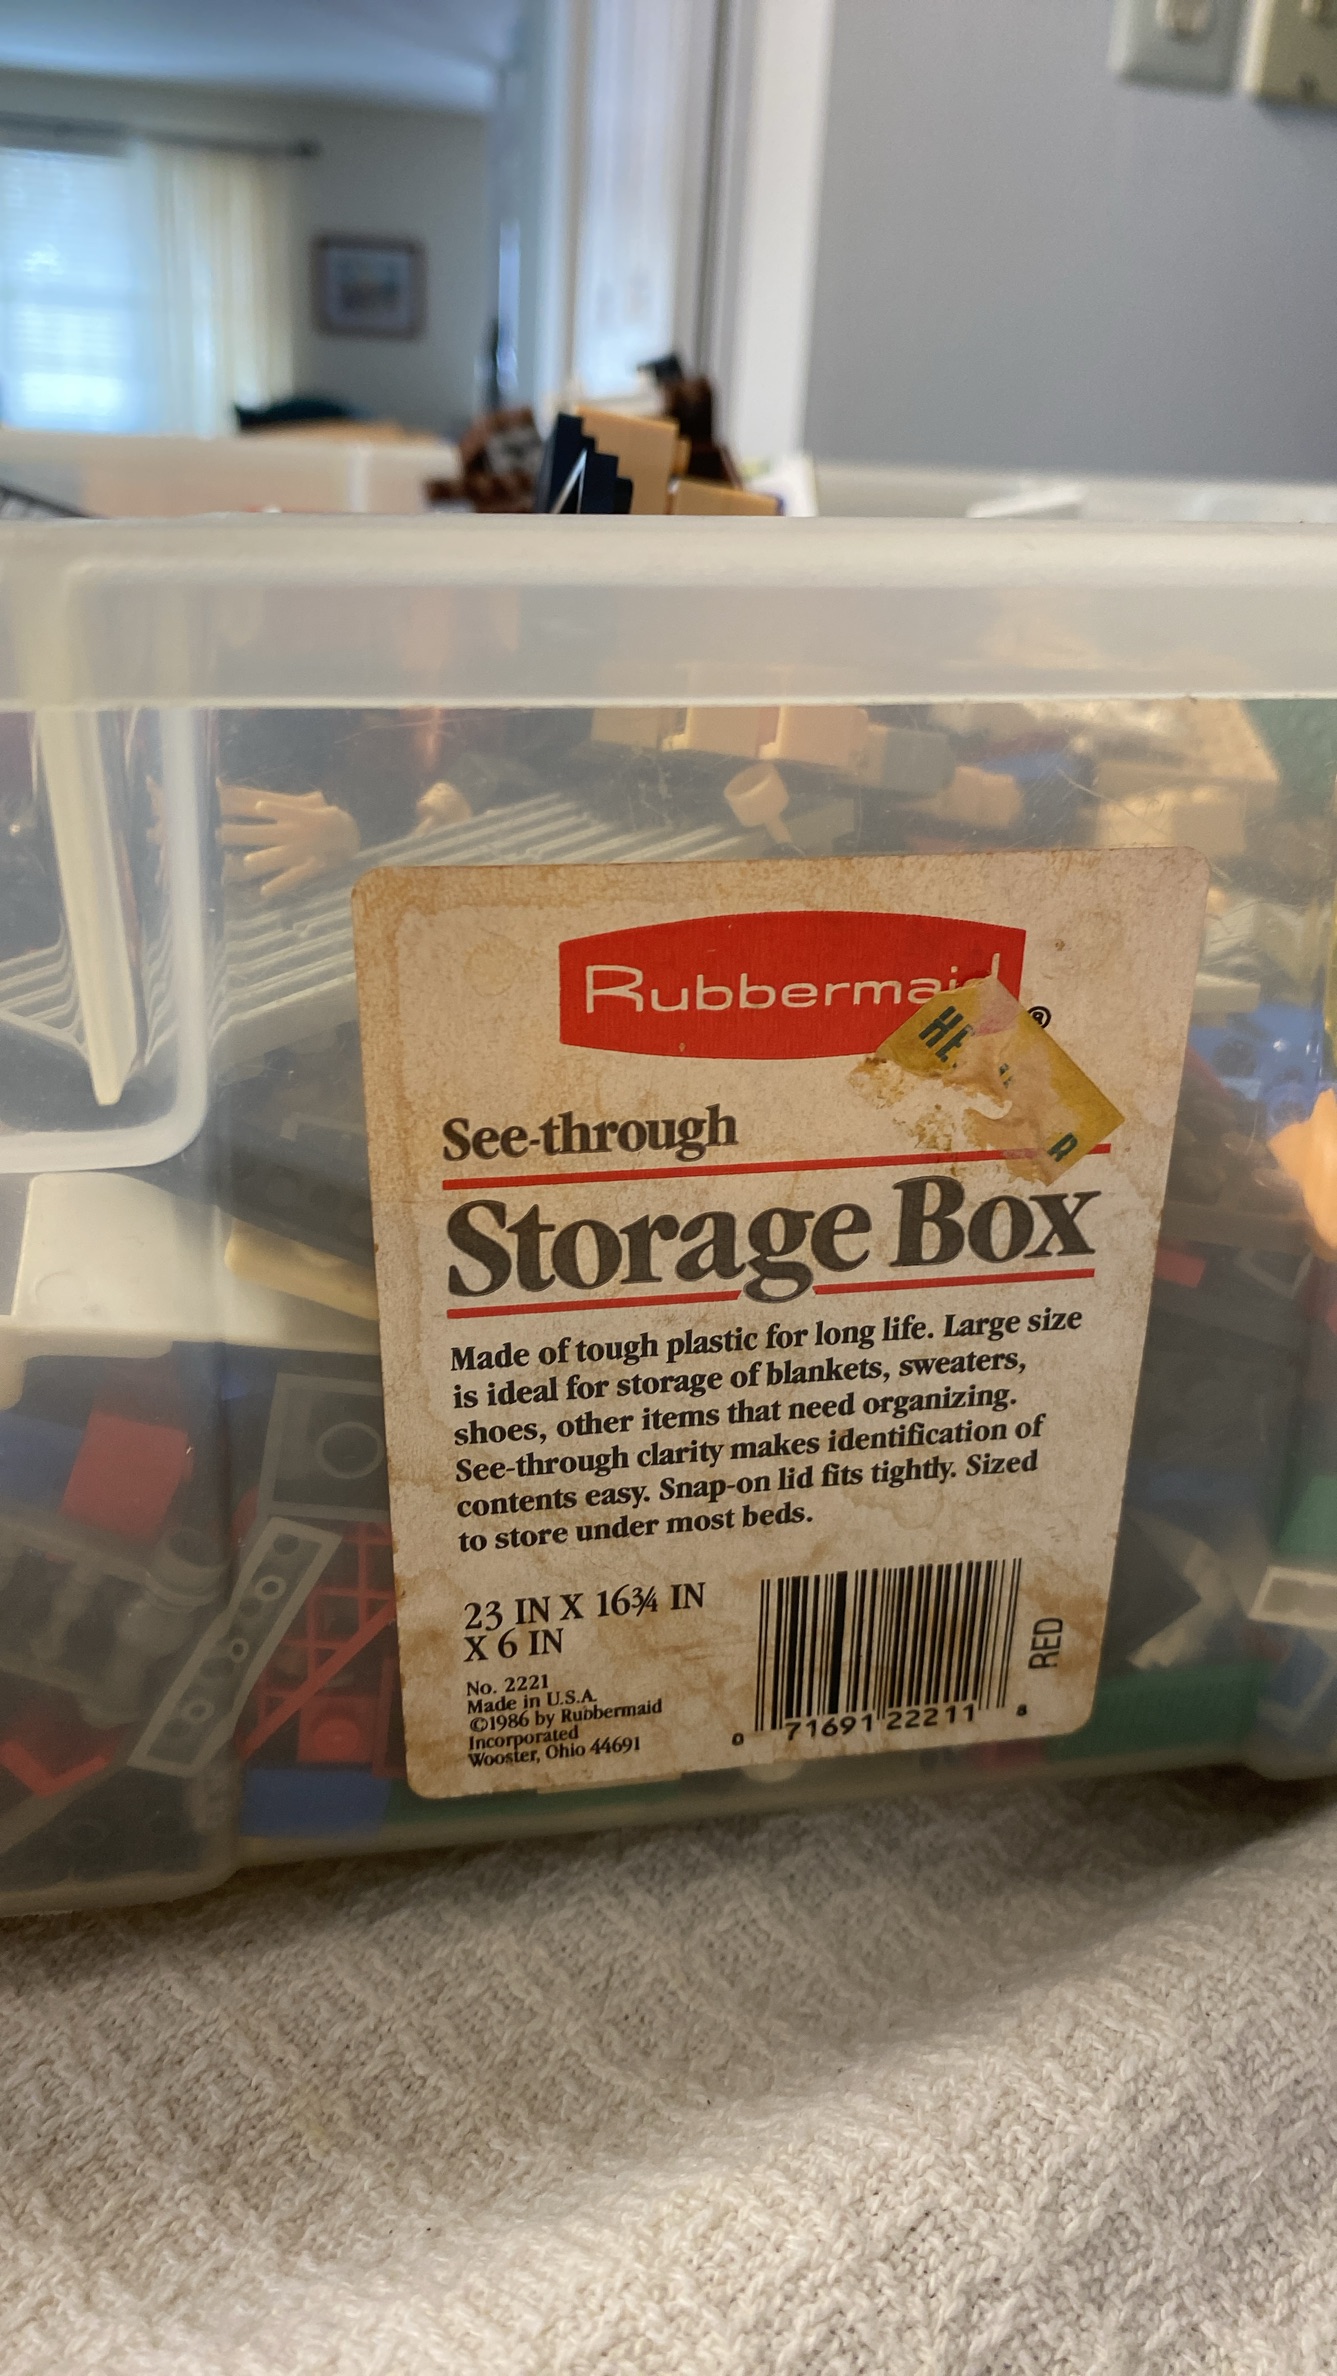 Rubbermaid®
HE
A
See-through
Storage Box
Made of tough plastic for long life. Large size
is ideal for storage of blankets, sweaters,
shoes, other items that need organizing.
See-through clarity makes identification of
contents easy. Snap-on lid fits tightly. Sized
to store under most beds.
23 IN X 16¾ IN
X 6 IN
No. 2221
Made in U.S.A.
©1986 by Rubbermaid
Incorporated
Wooster, Ohio 44691
0 71691 22211 8
RED